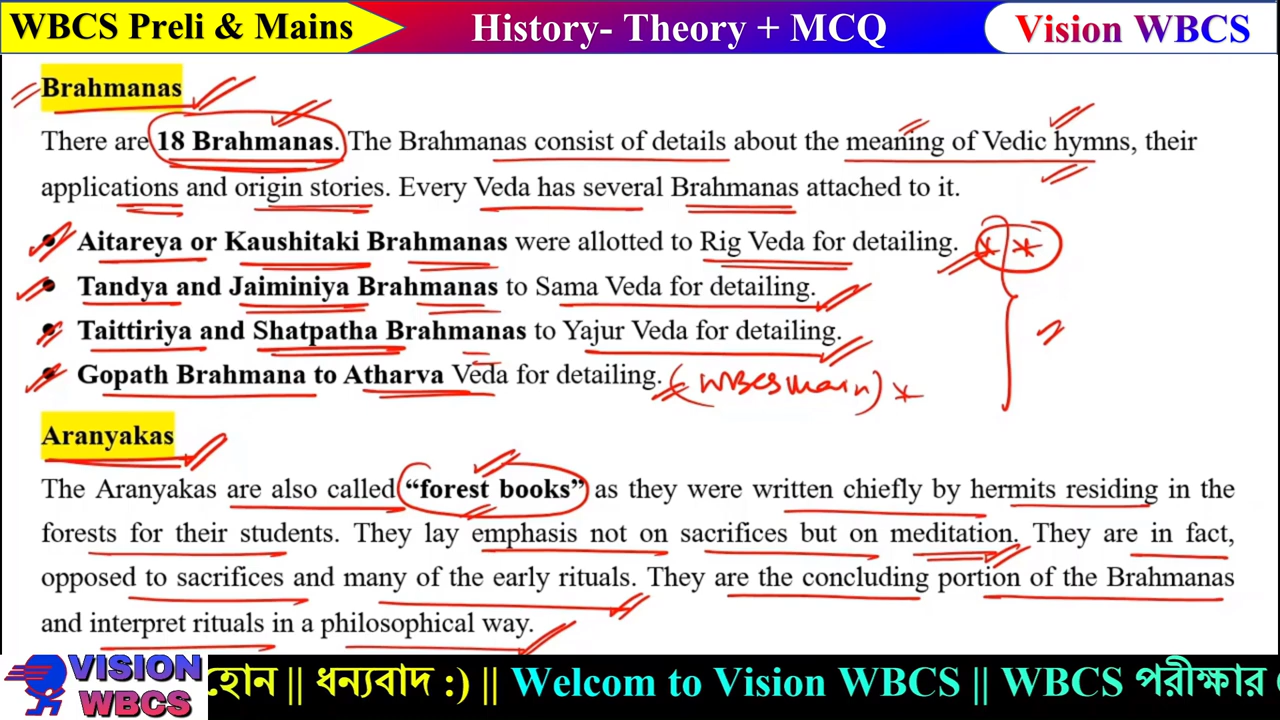 WBCS Preli & Mains
History- Theory + MCQ
Vision WBCS
Brahmanas
There are 18 Brahmanas. The Brahmanas consist of details about the meaning of Vedic hymns, their
applications and origin stories. Every Veda has several Brahmanas attached to it.
Aitareya or Kaushitaki Brahmanas were allotted to Rig Veda for detailing.
Tandya and Jaiminiya Brahmanas to Sama Veda for detailing.
Taittiriya and Shatpatha Brahmanas to Yajur Veda for detailing.
Gopath Brahmana to Atharva Veda for detailing. (WBCS main)
Aranyakas
The Aranyakas are also called “forest books” as they were written chiefly by hermits residing in the
forests for their students. They lay emphasis not on sacrifices but on meditation. They are in fact,
opposed to sacrifices and many of the early rituals. They are the concluding portion of the Brahmanas
and interpret rituals in a philosophical way.
VISION
WBCS
হোন || ধন্যবাদ :) || Welcom to Vision WBCS || WBCS পরীক্ষার